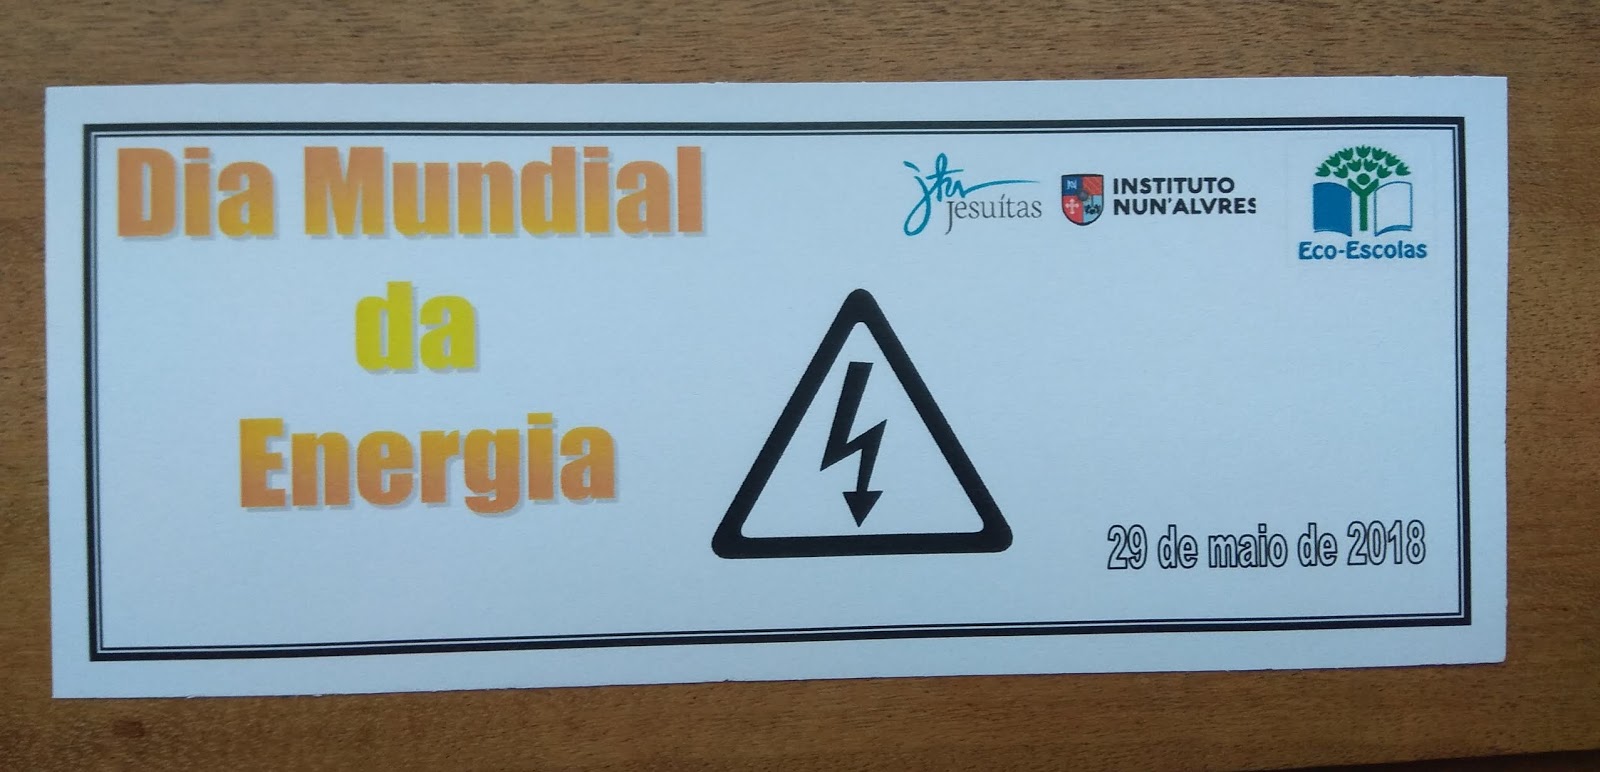 Dia Mundial
da
Energia
Jesuítas
INSTITUTO
NUN'ALVRES
Eco-Escolas
29 de maio de 2018